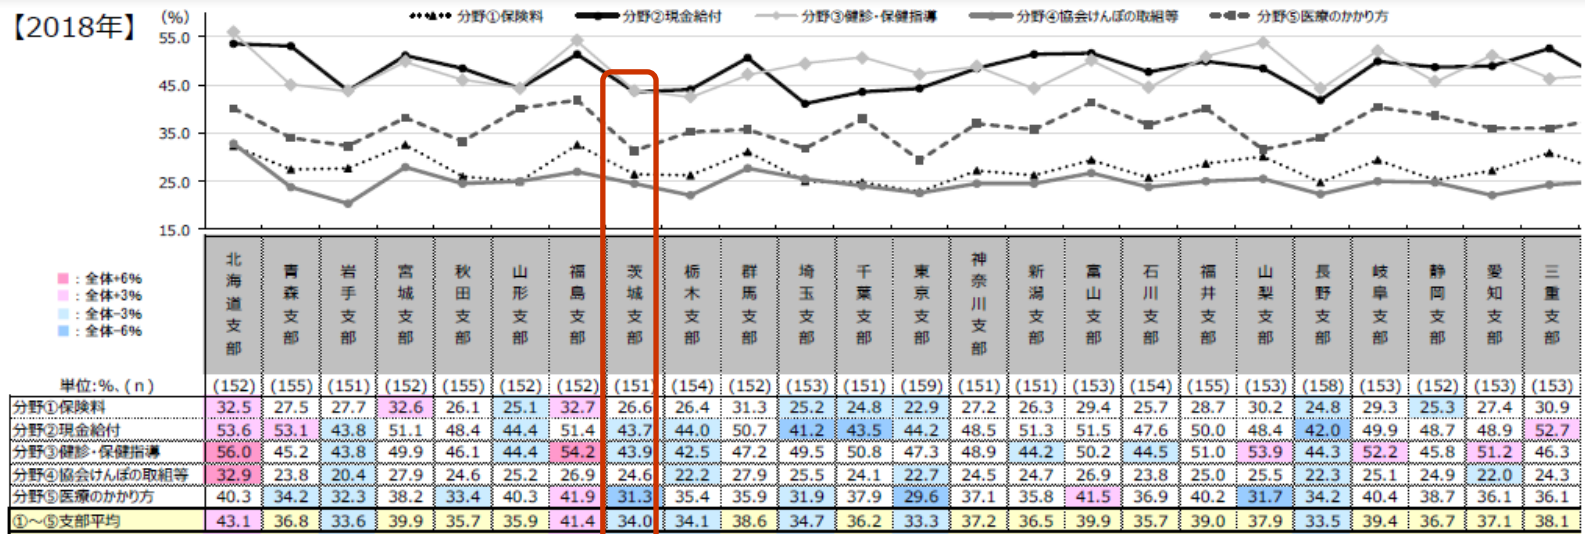 【2018年】
(%)
分野①保険料 分野②現金給付 分野③健診・保健指導 分野④協会けんぽの取組等 分野⑤医療のかかり方
55.0
45.0
35.0
25.0
15.0
：全体+6%
：全体+3%
：全体-3%
：全体-6%
北海道支部 青森支部 岩手支部 宮城支部 秋田支部 山形支部 福島支部 茨城支部 栃木支部 群馬支部 埼玉支部 千葉支部 東京支部 神奈川支部 新潟支部 富山支部 石川支部 福井支部 山梨支部 長野支部 岐阜支部 静岡支部 愛知支部 三重支部
単位:%、(n) (152) (155) (151) (152) (155) (152) (152) (151) (154) (152) (153) (151) (159) (151) (151) (153) (154) (155) (153) (158) (153) (152) (153) (153)
分野①保険料 32.5 27.5 27.7 32.6 26.1 25.1 32.7 26.6 26.4 31.3 25.2 24.8 22.9 27.2 26.3 29.4 25.7 28.7 30.2 24.8 29.3 25.3 27.4 30.9
分野②現金給付 53.6 53.1 43.8 51.1 48.4 44.4 51.4 43.7 44.0 50.7 41.2 43.5 44.2 48.5 51.3 51.5 47.6 50.0 48.4 42.0 49.9 48.7 48.9 52.7
分野③健診・保健指導 56.0 45.2 43.8 49.9 46.1 44.4 54.2 43.9 42.5 47.2 49.5 50.8 47.3 48.9 44.2 50.2 44.5 51.0 53.9 44.3 52.2 45.8 51.2 46.3
分野④協会けんぽの取組等 32.9 23.8 20.4 27.9 24.6 25.2 26.9 24.6 22.2 27.9 25.5 24.1 22.7 24.5 24.7 26.9 23.8 25.0 25.5 22.3 25.1 24.9 22.0 24.3
分野⑤医療のかかり方 40.3 34.2 32.3 38.2 33.4 40.3 41.9 31.3 35.4 35.9 31.9 37.9 29.6 37.1 35.8 41.5 36.9 40.2 31.7 34.2 40.4 38.7 36.1 36.1
①～⑤支部平均 43.1 36.8 33.6 39.9 35.7 35.9 41.4 34.0 34.1 38.6 34.7 36.2 33.3 37.2 36.5 39.9 35.7 39.0 37.9 33.5 39.4 36.7 37.1 38.1